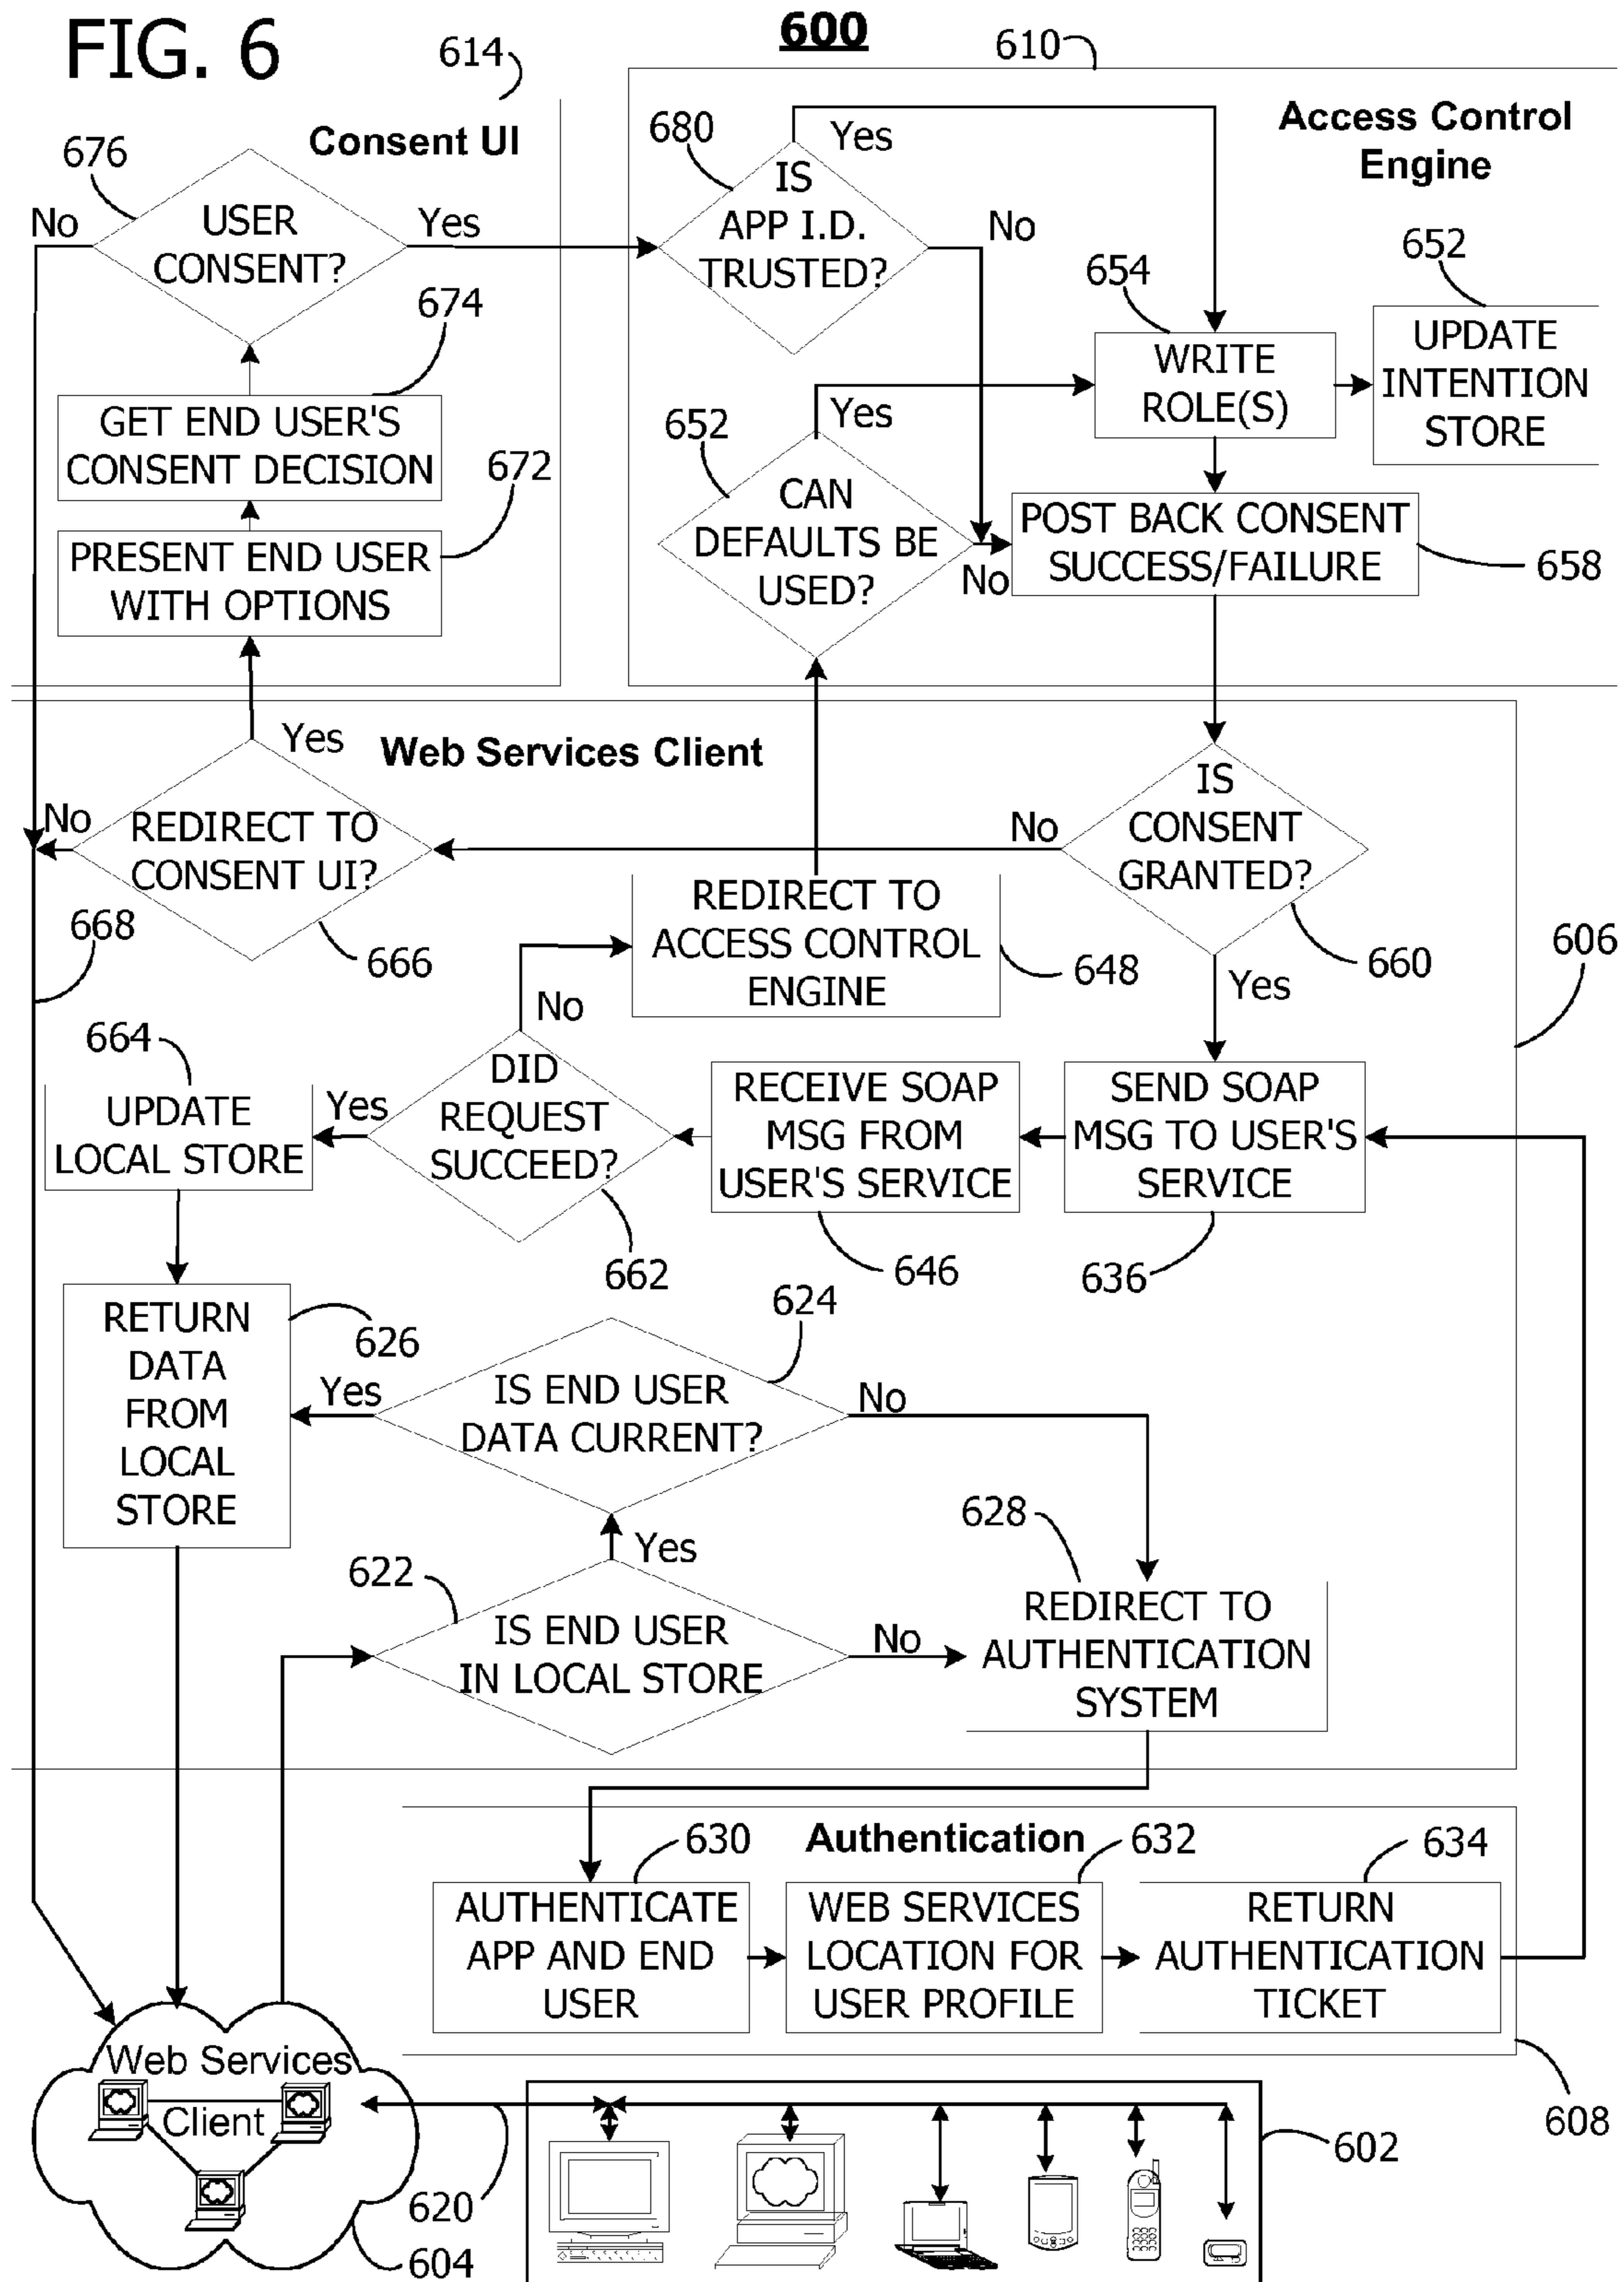 FIG. 6
600
614
610
Consent UI
Access Control
Engine
676
No
USER
CONSENT?
Yes
680
IS
APP I.D.
TRUSTED?
Yes
No
674
GET END USER'S
CONSENT DECISION
672
PRESENT END USER
WITH OPTIONS
654
WRITE
ROLE(S)
652
UPDATE
INTENTION
STORE
652
CAN
DEFAULTS BE
USED?
Yes
No
POST BACK CONSENT
SUCCESS/FAILURE
658
Web Services Client
Yes
No
REDIRECT TO
CONSENT UI?
666
668
IS
CONSENT
GRANTED?
No
Yes
660
606
REDIRECT TO
ACCESS CONTROL
ENGINE
648
No
664
UPDATE
LOCAL STORE
Yes
DID
REQUEST
SUCCEED?
662
RECEIVE SOAP
MSG FROM
USER'S SERVICE
646
SEND SOAP
MSG TO USER'S
SERVICE
636
RETURN
DATA
FROM
LOCAL
STORE
626
Yes
624
IS END USER
DATA CURRENT?
No
Yes
622
IS END USER
IN LOCAL STORE
No
628
REDIRECT TO
AUTHENTICATION
SYSTEM
630
Authentication
632
634
AUTHENTICATE
APP AND END
USER
WEB SERVICES
LOCATION FOR
USER PROFILE
RETURN
AUTHENTICATION
TICKET
608
Web Services
Client
620
604
602